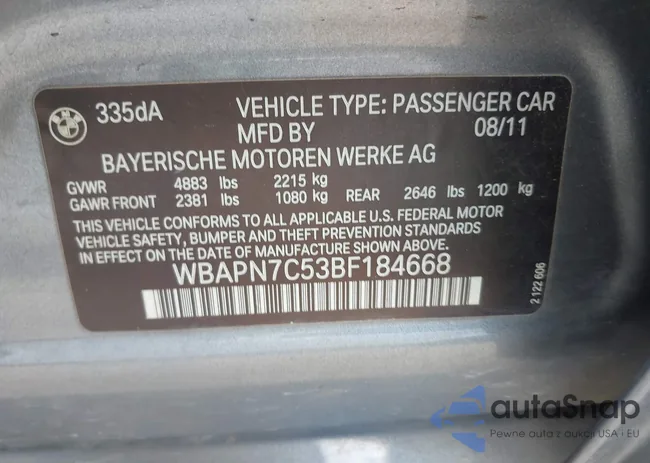 335dA VEHICLE TYPE: PASSENGER CAR
MFD BY 08/11
BAYERISCHE MOTOREN WERKE AG
GVWR 4883 lbs 2215 kg
GAWR FRONT 2381 lbs 1080 kg REAR 2646 lbs 1200 kg
THIS VEHICLE CONFORMS TO ALL APPLICABLE U.S. FEDERAL MOTOR
VEHICLE SAFETY, BUMPER AND THEFT PREVENTION STANDARDS
IN EFFECT ON THE DATE OF MANUFACTURE SHOWN ABOVE.
WBAPN7C53BF184668
2 122 606
autaSnap
Pewne auta z aukcji USA • EU